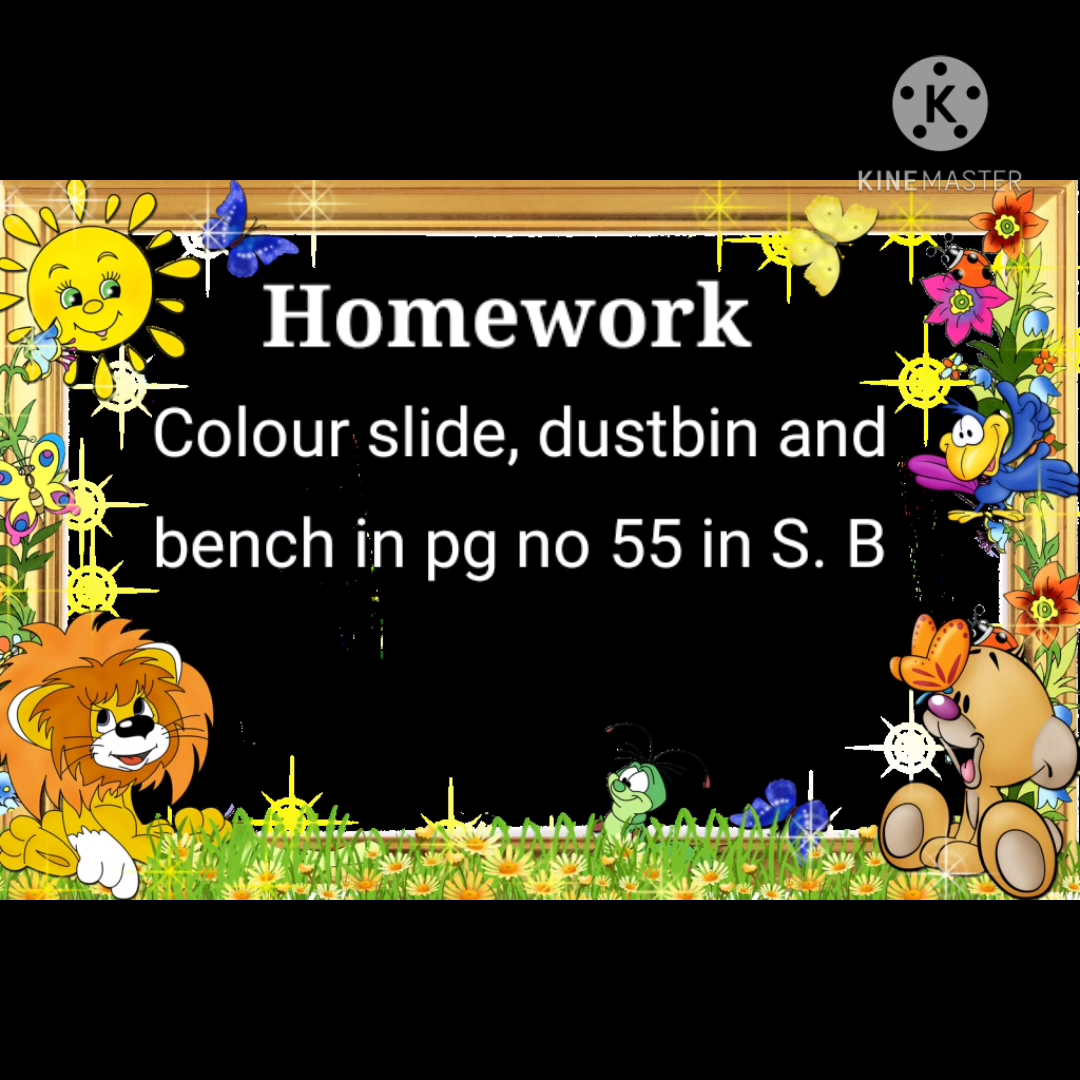 K
KINEMASTER
Homework
Colour slide, dustbin and
bench in pg no 55 in S. B